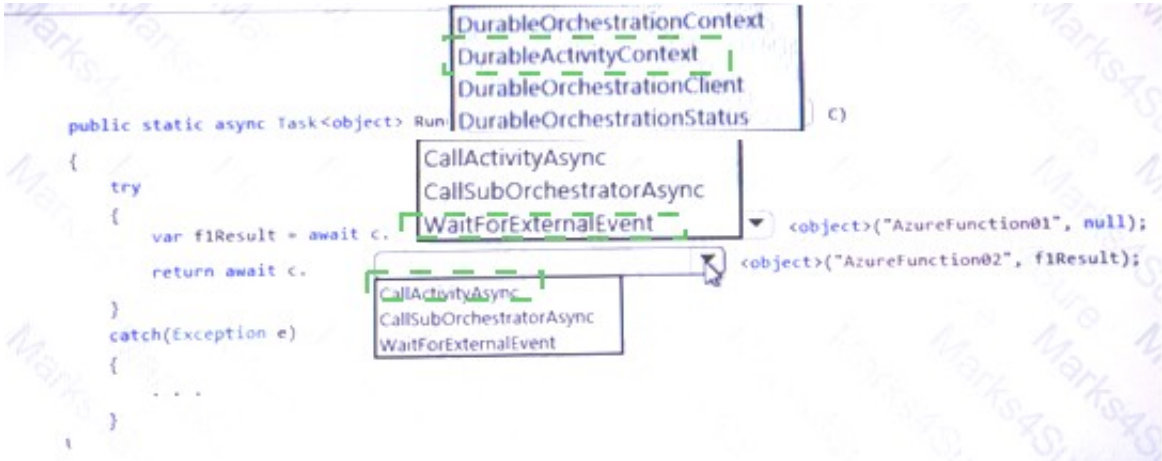 DurableOrchestrationContext
DurableActivityContext
DurableOrchestrationClient
public static async Task<object> Run DurableOrchestrationStatus C)
{
CallActivityAsync
try
CallSubOrchestratorAsync
{
var f1Result = await c. WaitForExternalEvent <object>("AzureFunction01", null);
return await c. <object>("AzureFunction02", f1Result);
CallActivityAsync
}
CallSubOrchestratorAsync
catch(Exception e)
WaitForExternalEvent
{
. . .
}